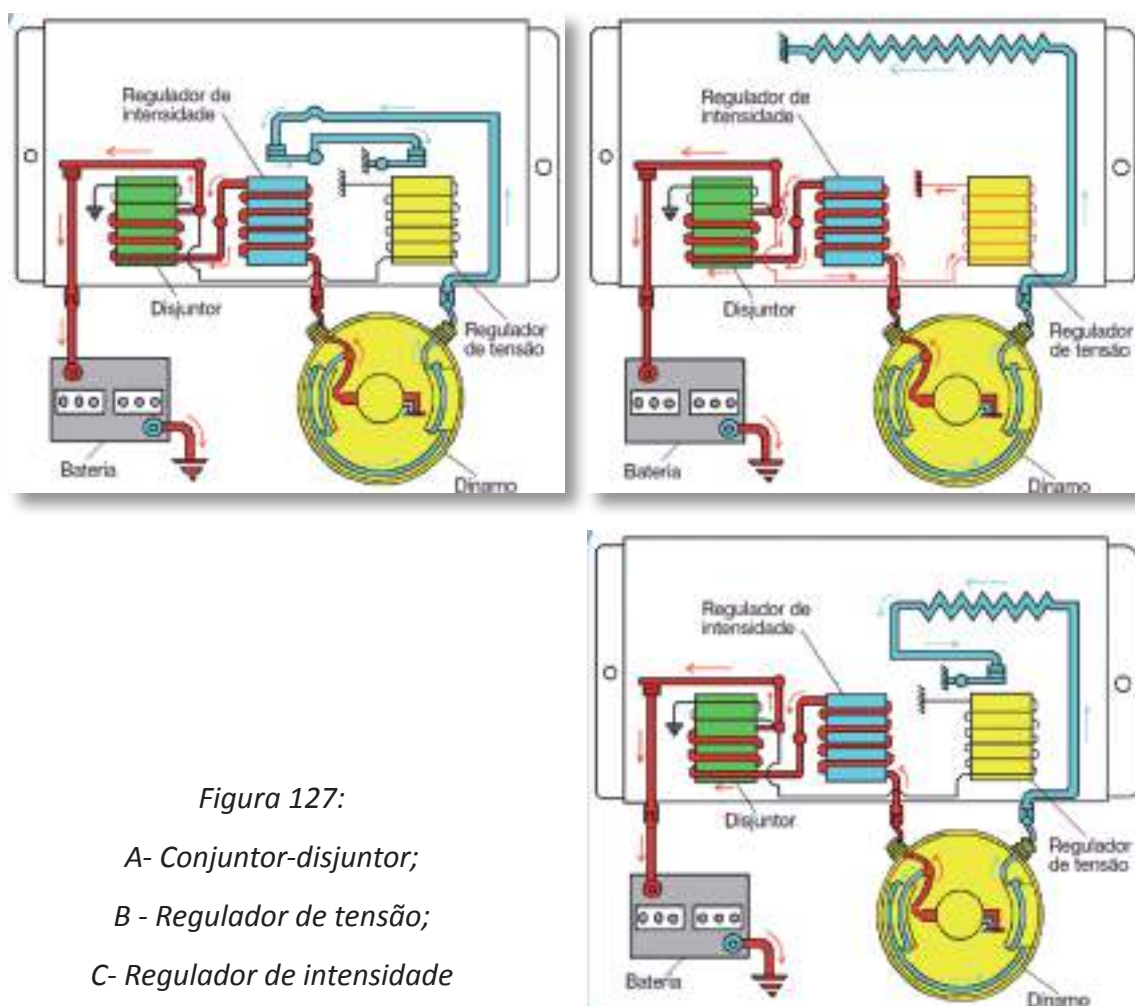 Regulador de
intensidade
Disjuntor
Regulador
de tensão
Bateria
Dínamo
Regulador de
intensidade
Disjuntor
Regulador
de tensão
Bateria
Dínamo
Regulador de
intensidade
Disjuntor
Regulador
de tensão
Bateria
Dínamo
Figura 127:
A- Conjuntor-disjuntor;
B - Regulador de tensão;
C- Regulador de intensidade